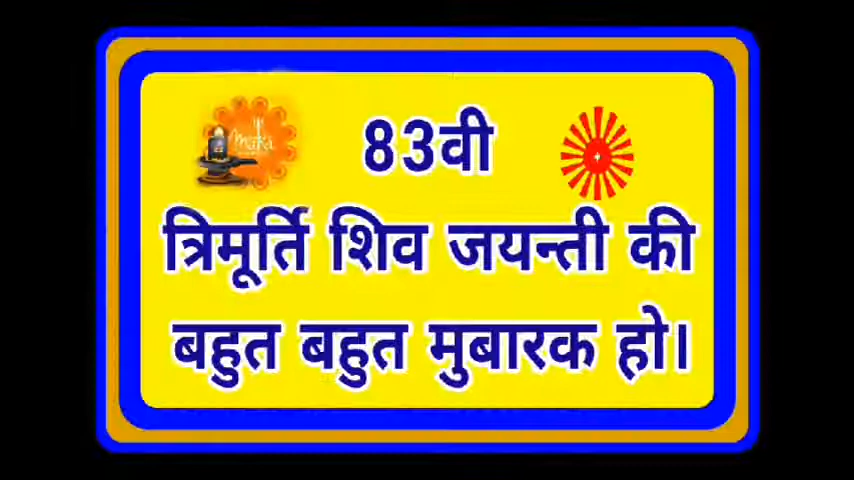 83वी
त्रिमूर्ति शिव जयन्ती की
बहुत बहुत मुबारक हो।